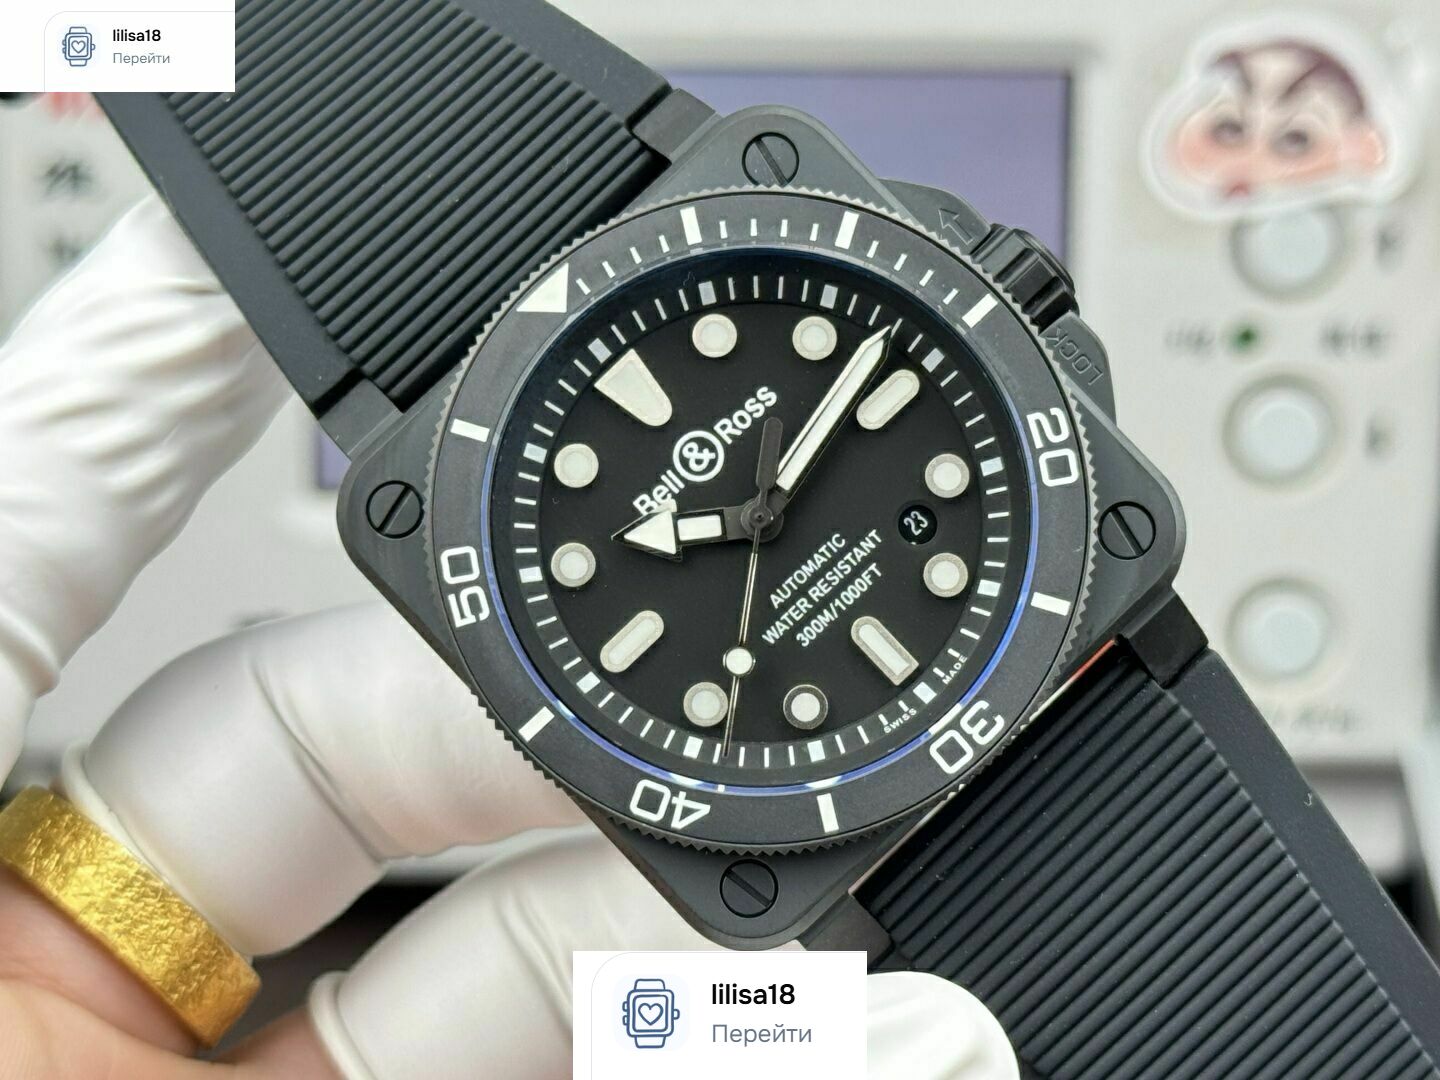 lilisa18
Перейти
LOCK
Bell & Ross
AUTOMATIC
WATER RESISTANT
300M/1000FT
23
SWISS MADE
20
30
40
50
lilisa18
Перейти